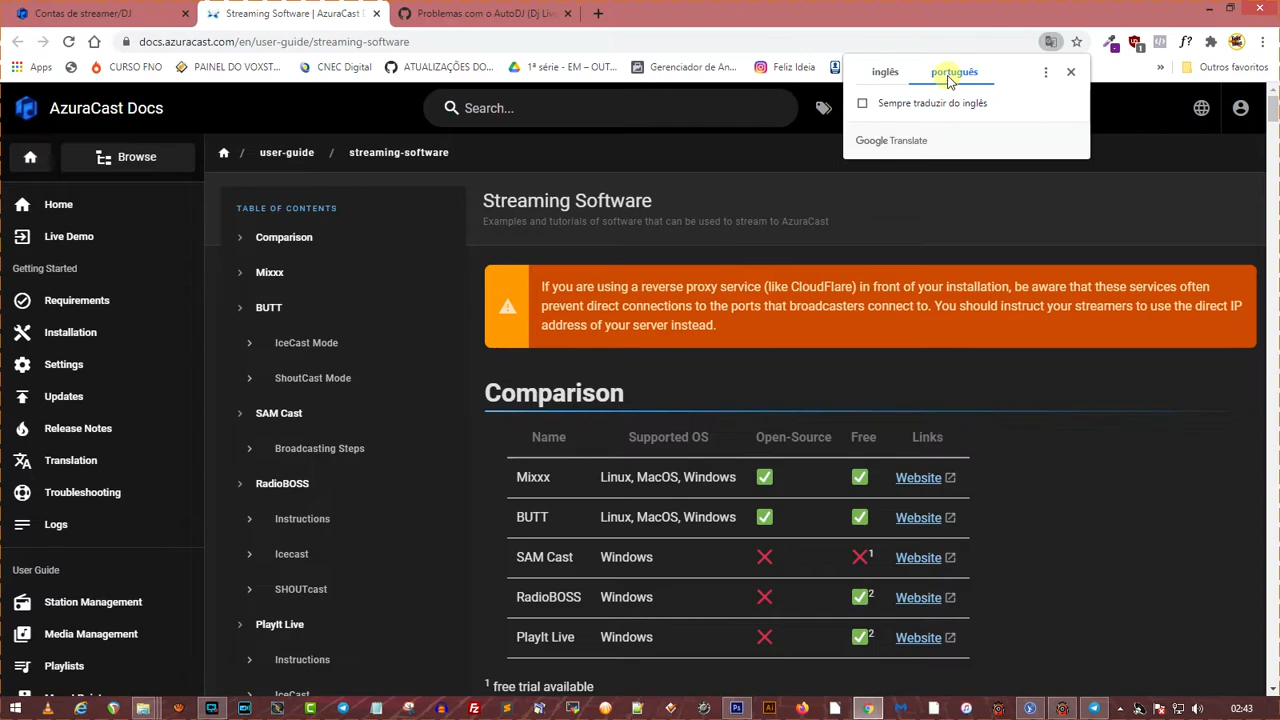 Contas de streamer/DJ
Streaming Software | AzuraCast D
Problemas com o AutoDJ (Dj Live
docs.azuracast.com/en/user-guide/streaming-software
Apps
CURSO FNO
CNEC Digital
ATUALIZAÇÕES DO...
1ª série - EM – OUT...
Gerenciador de An...
Feliz Ideia
Outros favoritos
inglês
português
Sempre traduzir do inglês
Google Translate
AzuraCast Docs
Search...
Browse
user-guide / streaming-software
Home
Live Demo
Getting Started
Requirements
Installation
Settings
Updates
Release Notes
Translation
Troubleshooting
Logs
User Guide
Station Management
Media Management
Playlists
TABLE OF CONTENTS
Comparison
Mixxx
BUTT
IceCast Mode
ShoutCast Mode
SAM Cast
Broadcasting Steps
RadioBOSS
Instructions
Icecast
SHOUTcast
PlayIt Live
Instructions
IceCast
Streaming Software
Examples and tutorials of software that can be used to stream to AzuraCast
If you are using a reverse proxy service (like CloudFlare) in front of your installation, be aware that these services often
prevent direct connections to the ports that broadcasters connect to. You should instruct your streamers to use the direct IP
address of your server instead.
Comparison
Name Supported OS Open-Source Free Links
Mixxx Linux, MacOS, Windows ✅ ✅ Website
BUTT Linux, MacOS, Windows ✅ ✅ Website
SAM Cast Windows ❌ ❌1 Website
RadioBOSS Windows ❌ ✅2 Website
PlayIt Live Windows ❌ ✅2 Website
1 free trial available
02:43